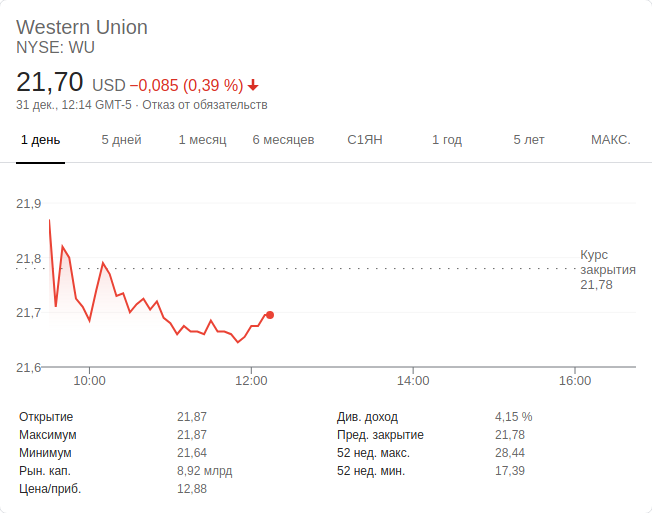 Western Union
NYSE: WU
21,70 USD −0,085 (0,39 %)
31 дек., 12:14 GMT-5 · Отказ от обязательств
1 день 5 дней 1 месяц 6 месяцев С1ЯН 1 год 5 лет МАКС.
21,9
21,8
Курс
закрытия
21,78
21,7
21,6
10:00 12:00 14:00 16:00
Открытие 21,87 Див. доход 4,15 %
Максимум 21,87 Пред. закрытие 21,78
Минимум 21,64 52 нед. макс. 28,44
Рын. кап. 8,92 млрд 52 нед. мин. 17,39
Цена/приб. 12,88